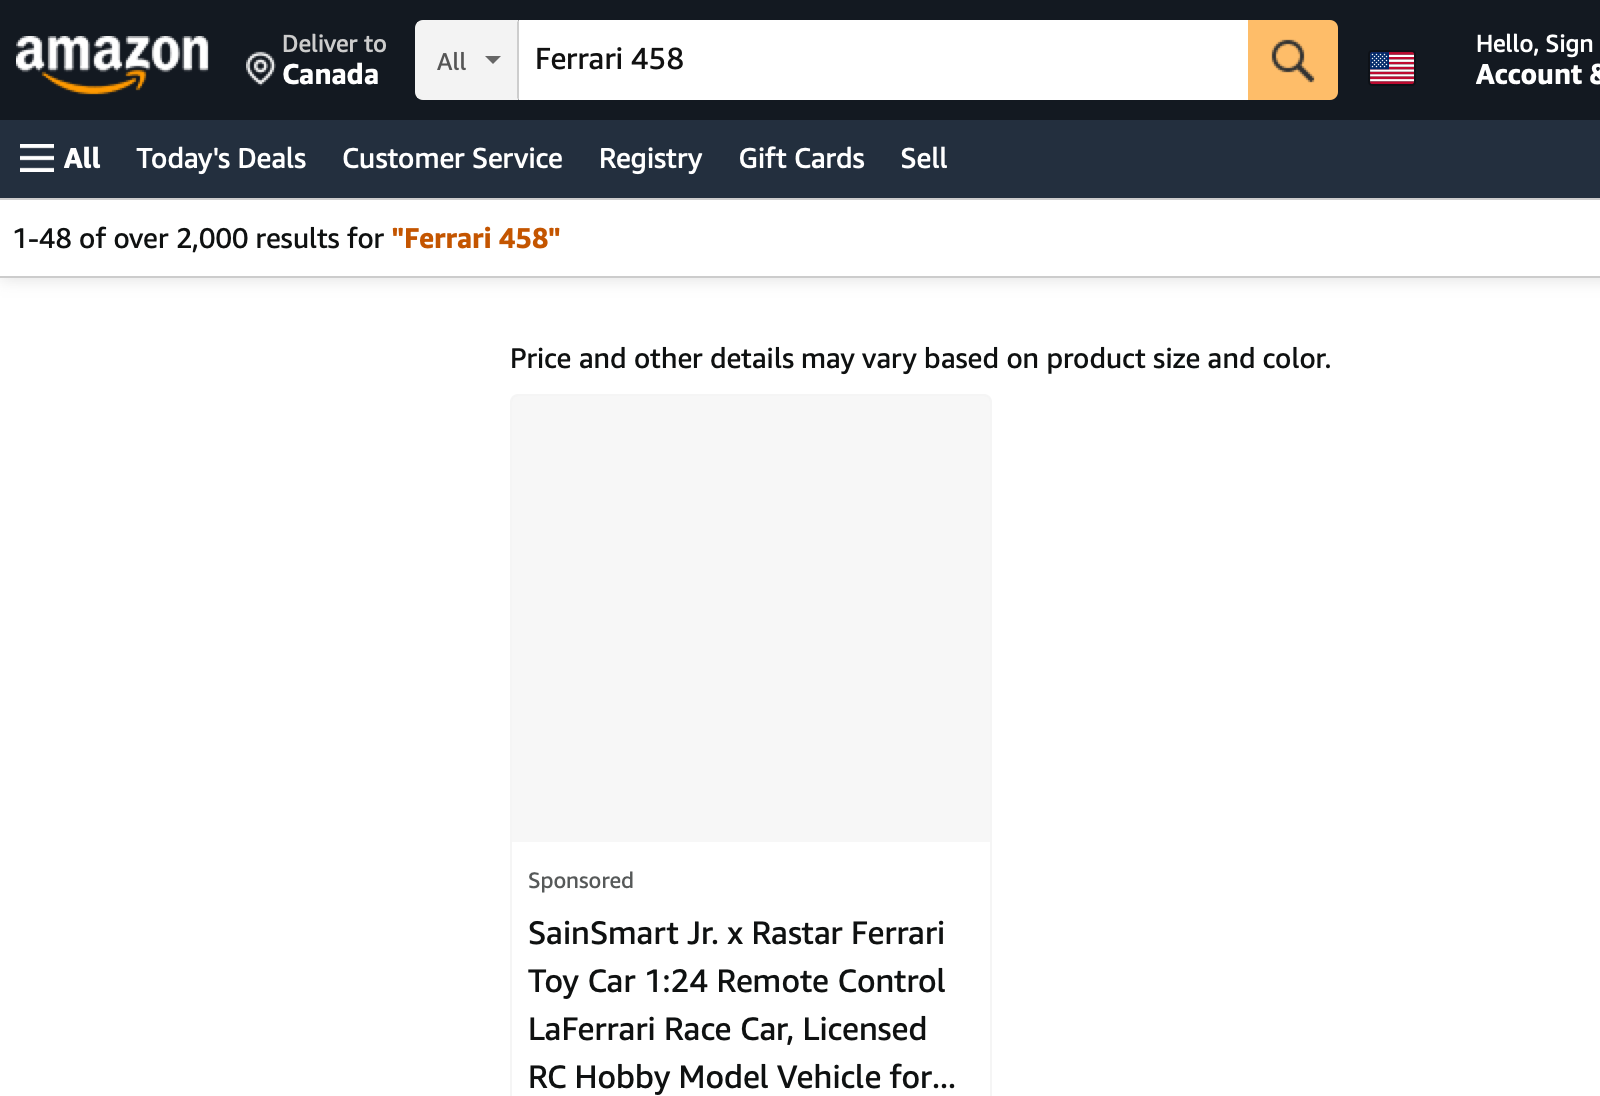 amazon
Deliver to
Canada
All
Ferrari 458
Hello, Sign
Account &
All
Today's Deals
Customer Service
Registry
Gift Cards
Sell
1-48 of over 2,000 results for "Ferrari 458"
Price and other details may vary based on product size and color.
Sponsored
SainSmart Jr. x Rastar Ferrari
Toy Car 1:24 Remote Control
LaFerrari Race Car, Licensed
RC Hobby Model Vehicle for...